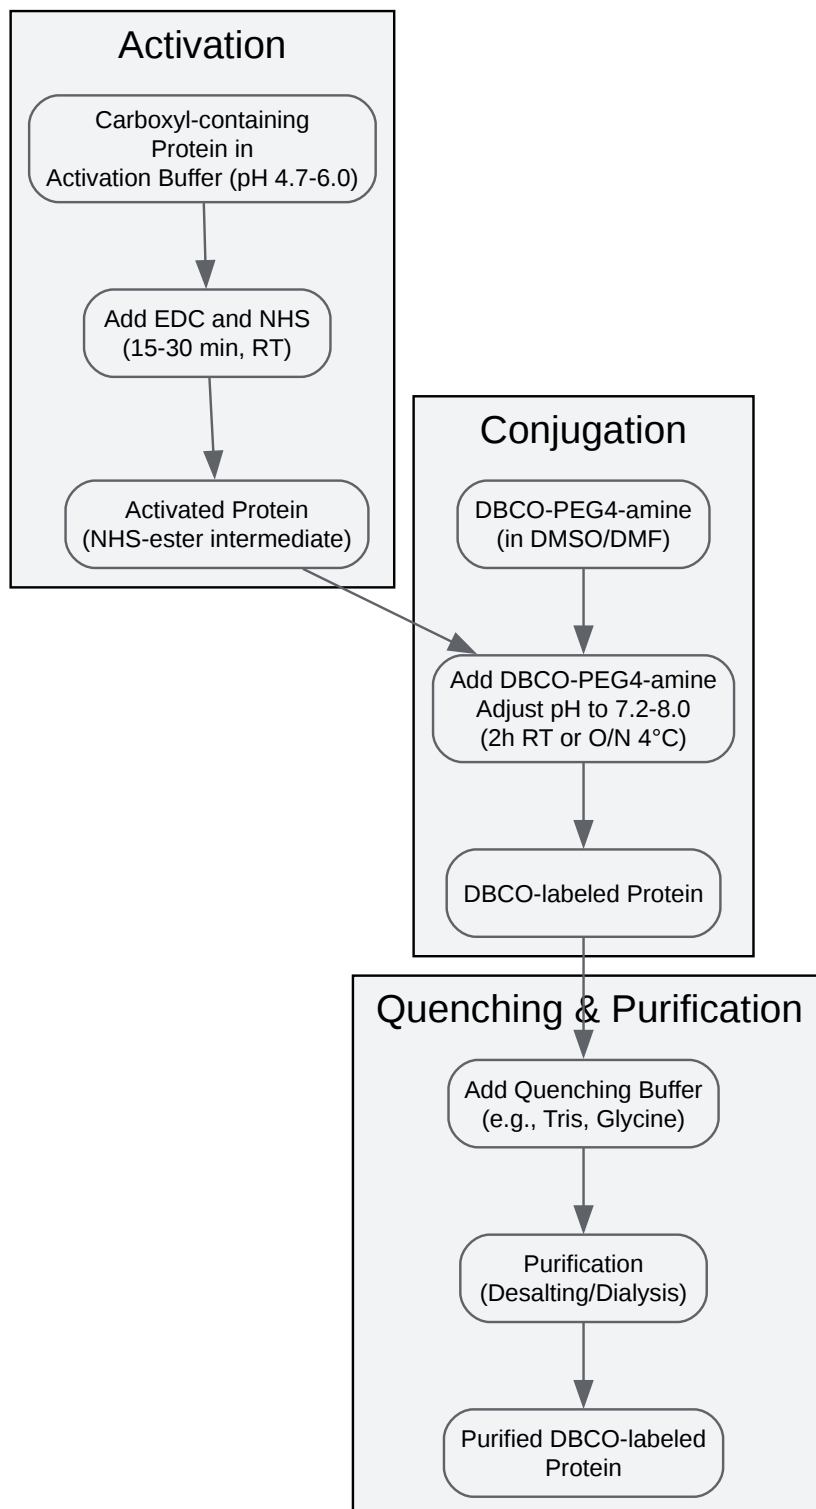 Activation
Carboxyl-containing
Protein in
Activation Buffer (pH 4.7-6.0)
Add EDC and NHS
(15-30 min, RT)
Activated Protein
(NHS-ester intermediate)
Conjugation
DBCO-PEG4-amine
(in DMSO/DMF)
Add DBCO-PEG4-amine
Adjust pH to 7.2-8.0
(2h RT or O/N 4°C)
DBCO-labeled Protein
Quenching & Purification
Add Quenching Buffer
(e.g., Tris, Glycine)
Purification
(Desalting/Dialysis)
Purified DBCO-labeled
Protein